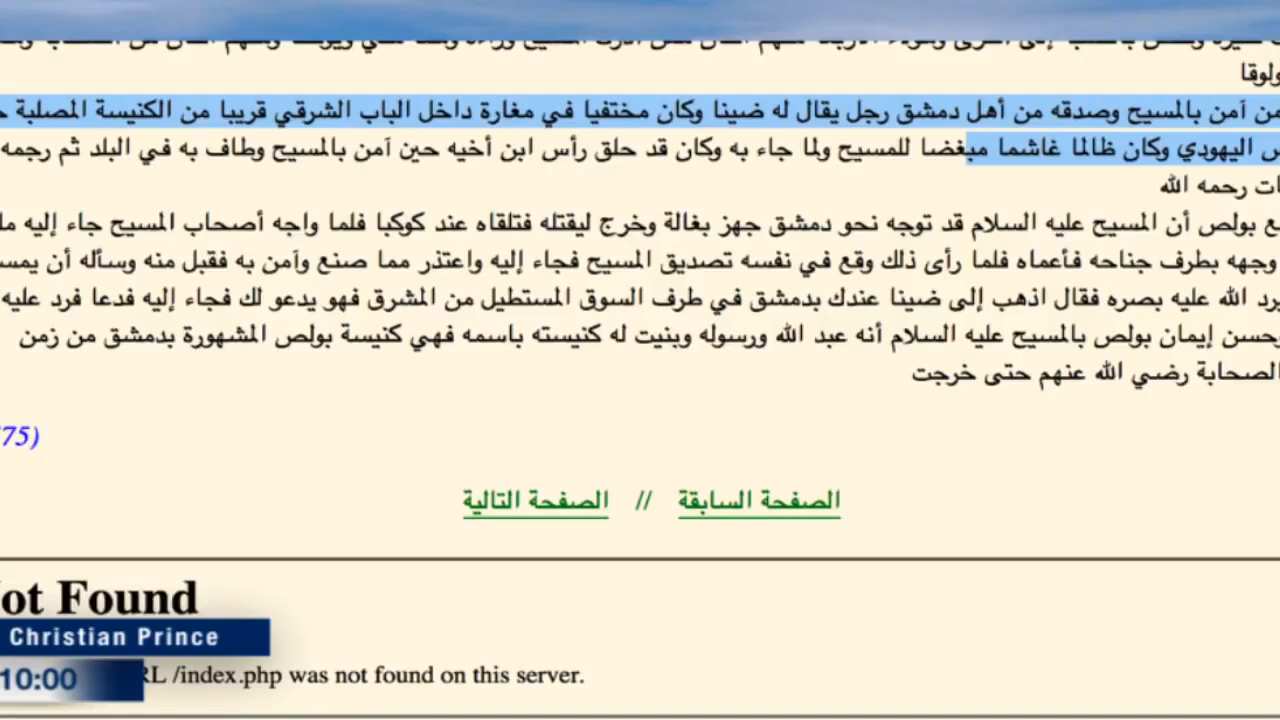 ولوقا
من آمن بالمسيح وصدقه من أهل دمشق رجل يقال له ضينا وكان مختفيا في مغارة داخل الباب الشرقي قريبا من الكنيسة المصلبة
اليهودي وكان ظالما غاشما مبغضا للمسيح ولما جاء به وكان قد حلق رأس ابن أخيه حين آمن بالمسيح وطاف به في البلد ثم رجمه
ات رحمه الله
ع بولص أن المسيح عليه السلام قد توجه نحو دمشق جهز بغالة وخرج ليقتله فتلقاه عند كوكبا فلما واجه أصحاب المسيح جاء إليه
وجهه بطرف جناحه فأعماه فلما رأى ذلك وقع في نفسه تصديق المسيح فجاء إليه واعتذر مما صنع وآمن به فقبل منه وسأله أن
يرد الله عليه بصره فقال اذهب إلى ضينا عندك بدمشق في طرف السوق المستطيل من المشرق فهو يدعو لك فجاء إليه فدعا فرد عليه
حسن إيمان بولص بالمسيح عليه السلام أنه عبد الله ورسوله وبنيت له كنيسته باسمه فهي كنيسة بولص المشهورة بدمشق من زمن
الصحابة رضي الله عنهم حتى خرجت
75)
الصفحة السابقة // الصفحة التالية
ot Found
Christian Prince
10:00
RL /index.php was not found on this server.